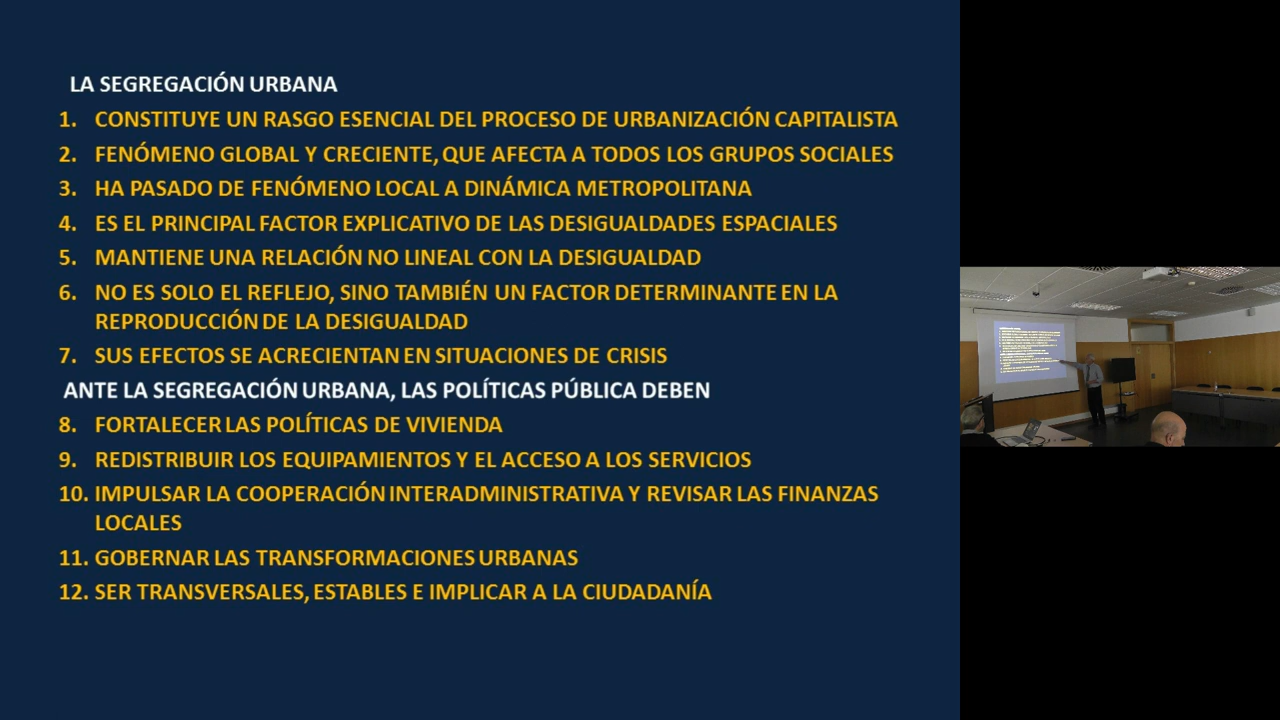 LA SEGREGACIÓN URBANA
1. CONSTITUYE UN RASGO ESENCIAL DEL PROCESO DE URBANIZACIÓN CAPITALISTA
2. FENÓMENO GLOBAL Y CRECIENTE, QUE AFECTA A TODOS LOS GRUPOS SOCIALES
3. HA PASADO DE FENÓMENO LOCAL A DINÁMICA METROPOLITANA
4. ES EL PRINCIPAL FACTOR EXPLICATIVO DE LAS DESIGUALDADES ESPACIALES
5. MANTIENE UNA RELACIÓN NO LINEAL CON LA DESIGUALDAD
6. NO ES SOLO EL REFLEJO, SINO TAMBIÉN UN FACTOR DETERMINANTE EN LA
REPRODUCCIÓN DE LA DESIGUALDAD
7. SUS EFECTOS SE ACRECIENTAN EN SITUACIONES DE CRISIS
ANTE LA SEGREGACIÓN URBANA, LAS POLÍTICAS PÚBLICA DEBEN
8. FORTALECER LAS POLÍTICAS DE VIVIENDA
9. REDISTRIBUIR LOS EQUIPAMIENTOS Y EL ACCESO A LOS SERVICIOS
10. IMPULSAR LA COOPERACIÓN INTERADMINISTRATIVA Y REVISAR LAS FINANZAS
LOCALES
11. GOBERNAR LAS TRANSFORMACIONES URBANAS
12. SER TRANSVERSALES, ESTABLES E IMPLICAR A LA CIUDADANÍA